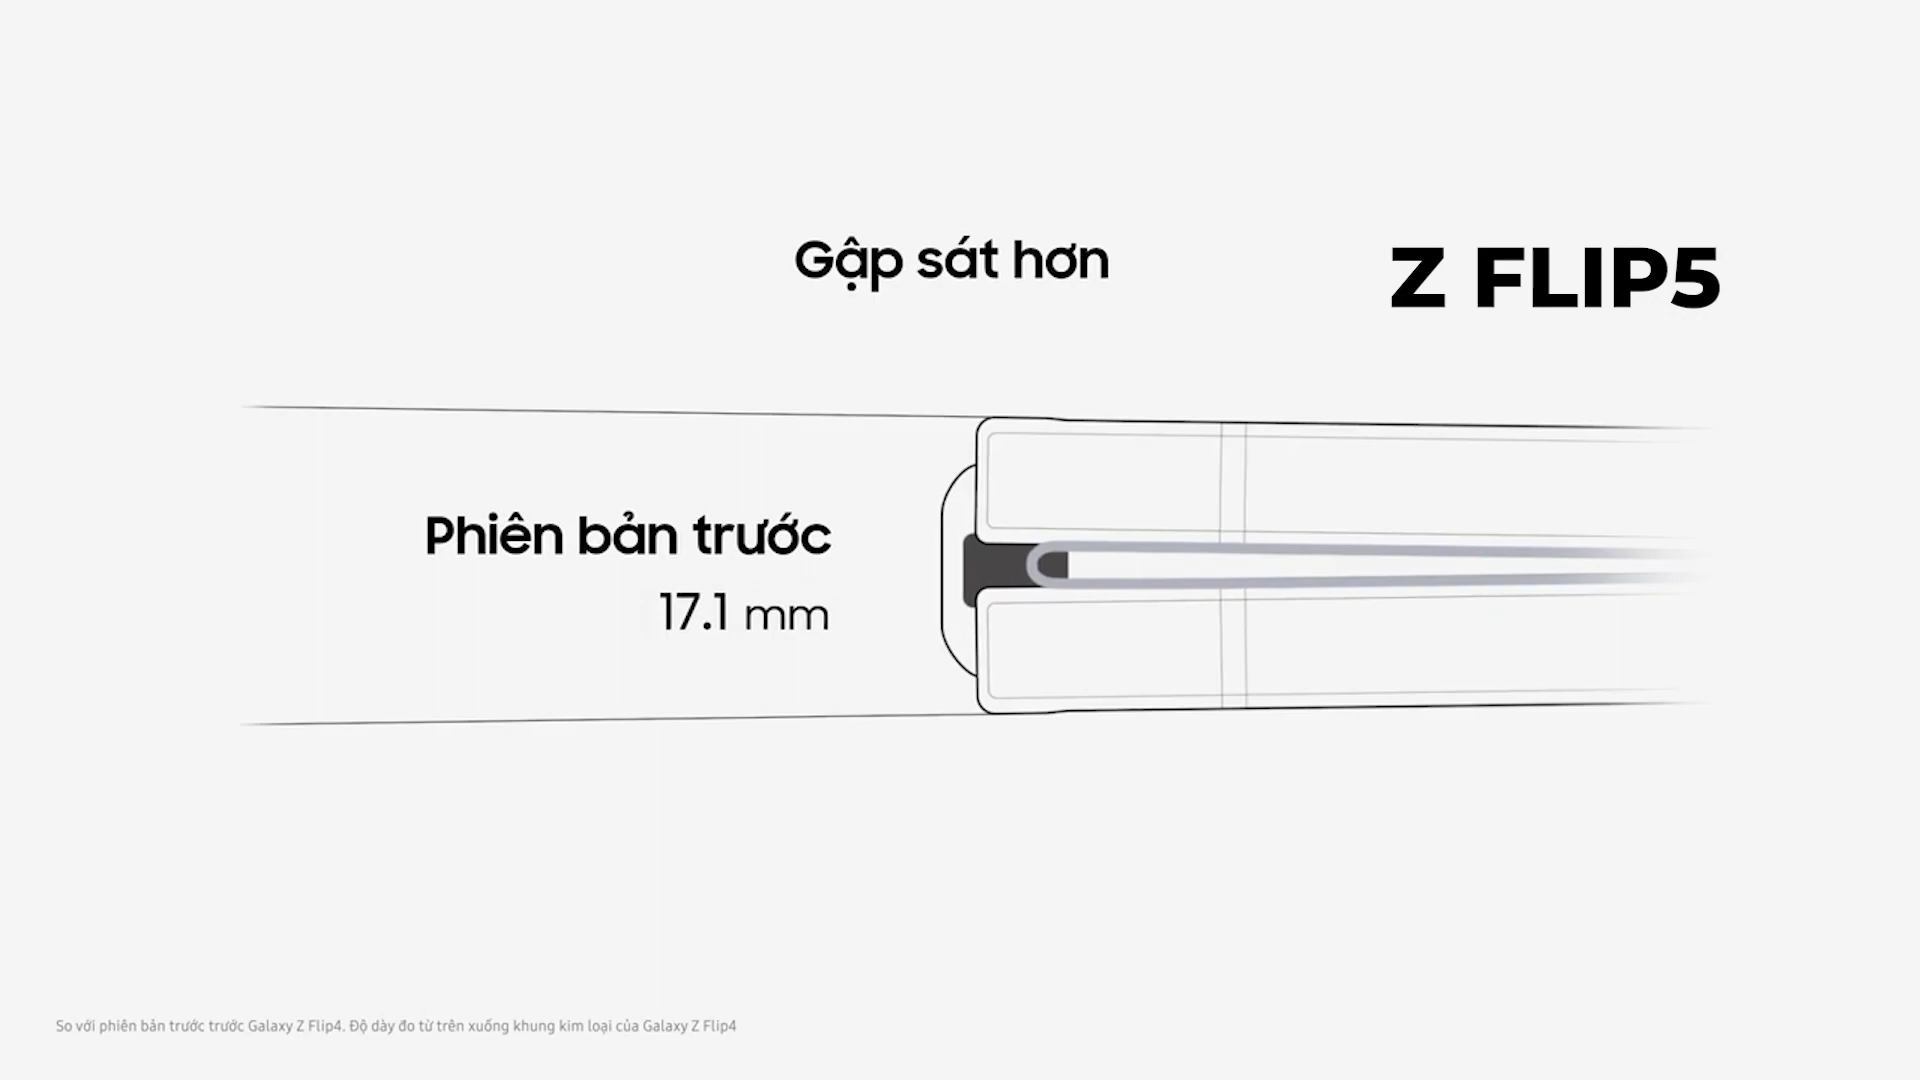 Gập sát hơn
Z FLIP5
Phiên bản trước
17.1 mm
So với phiên bản trước trước Galaxy Z Flip4. Độ dày đo từ trên xuống khung kim loại của Galaxy Z Flip4